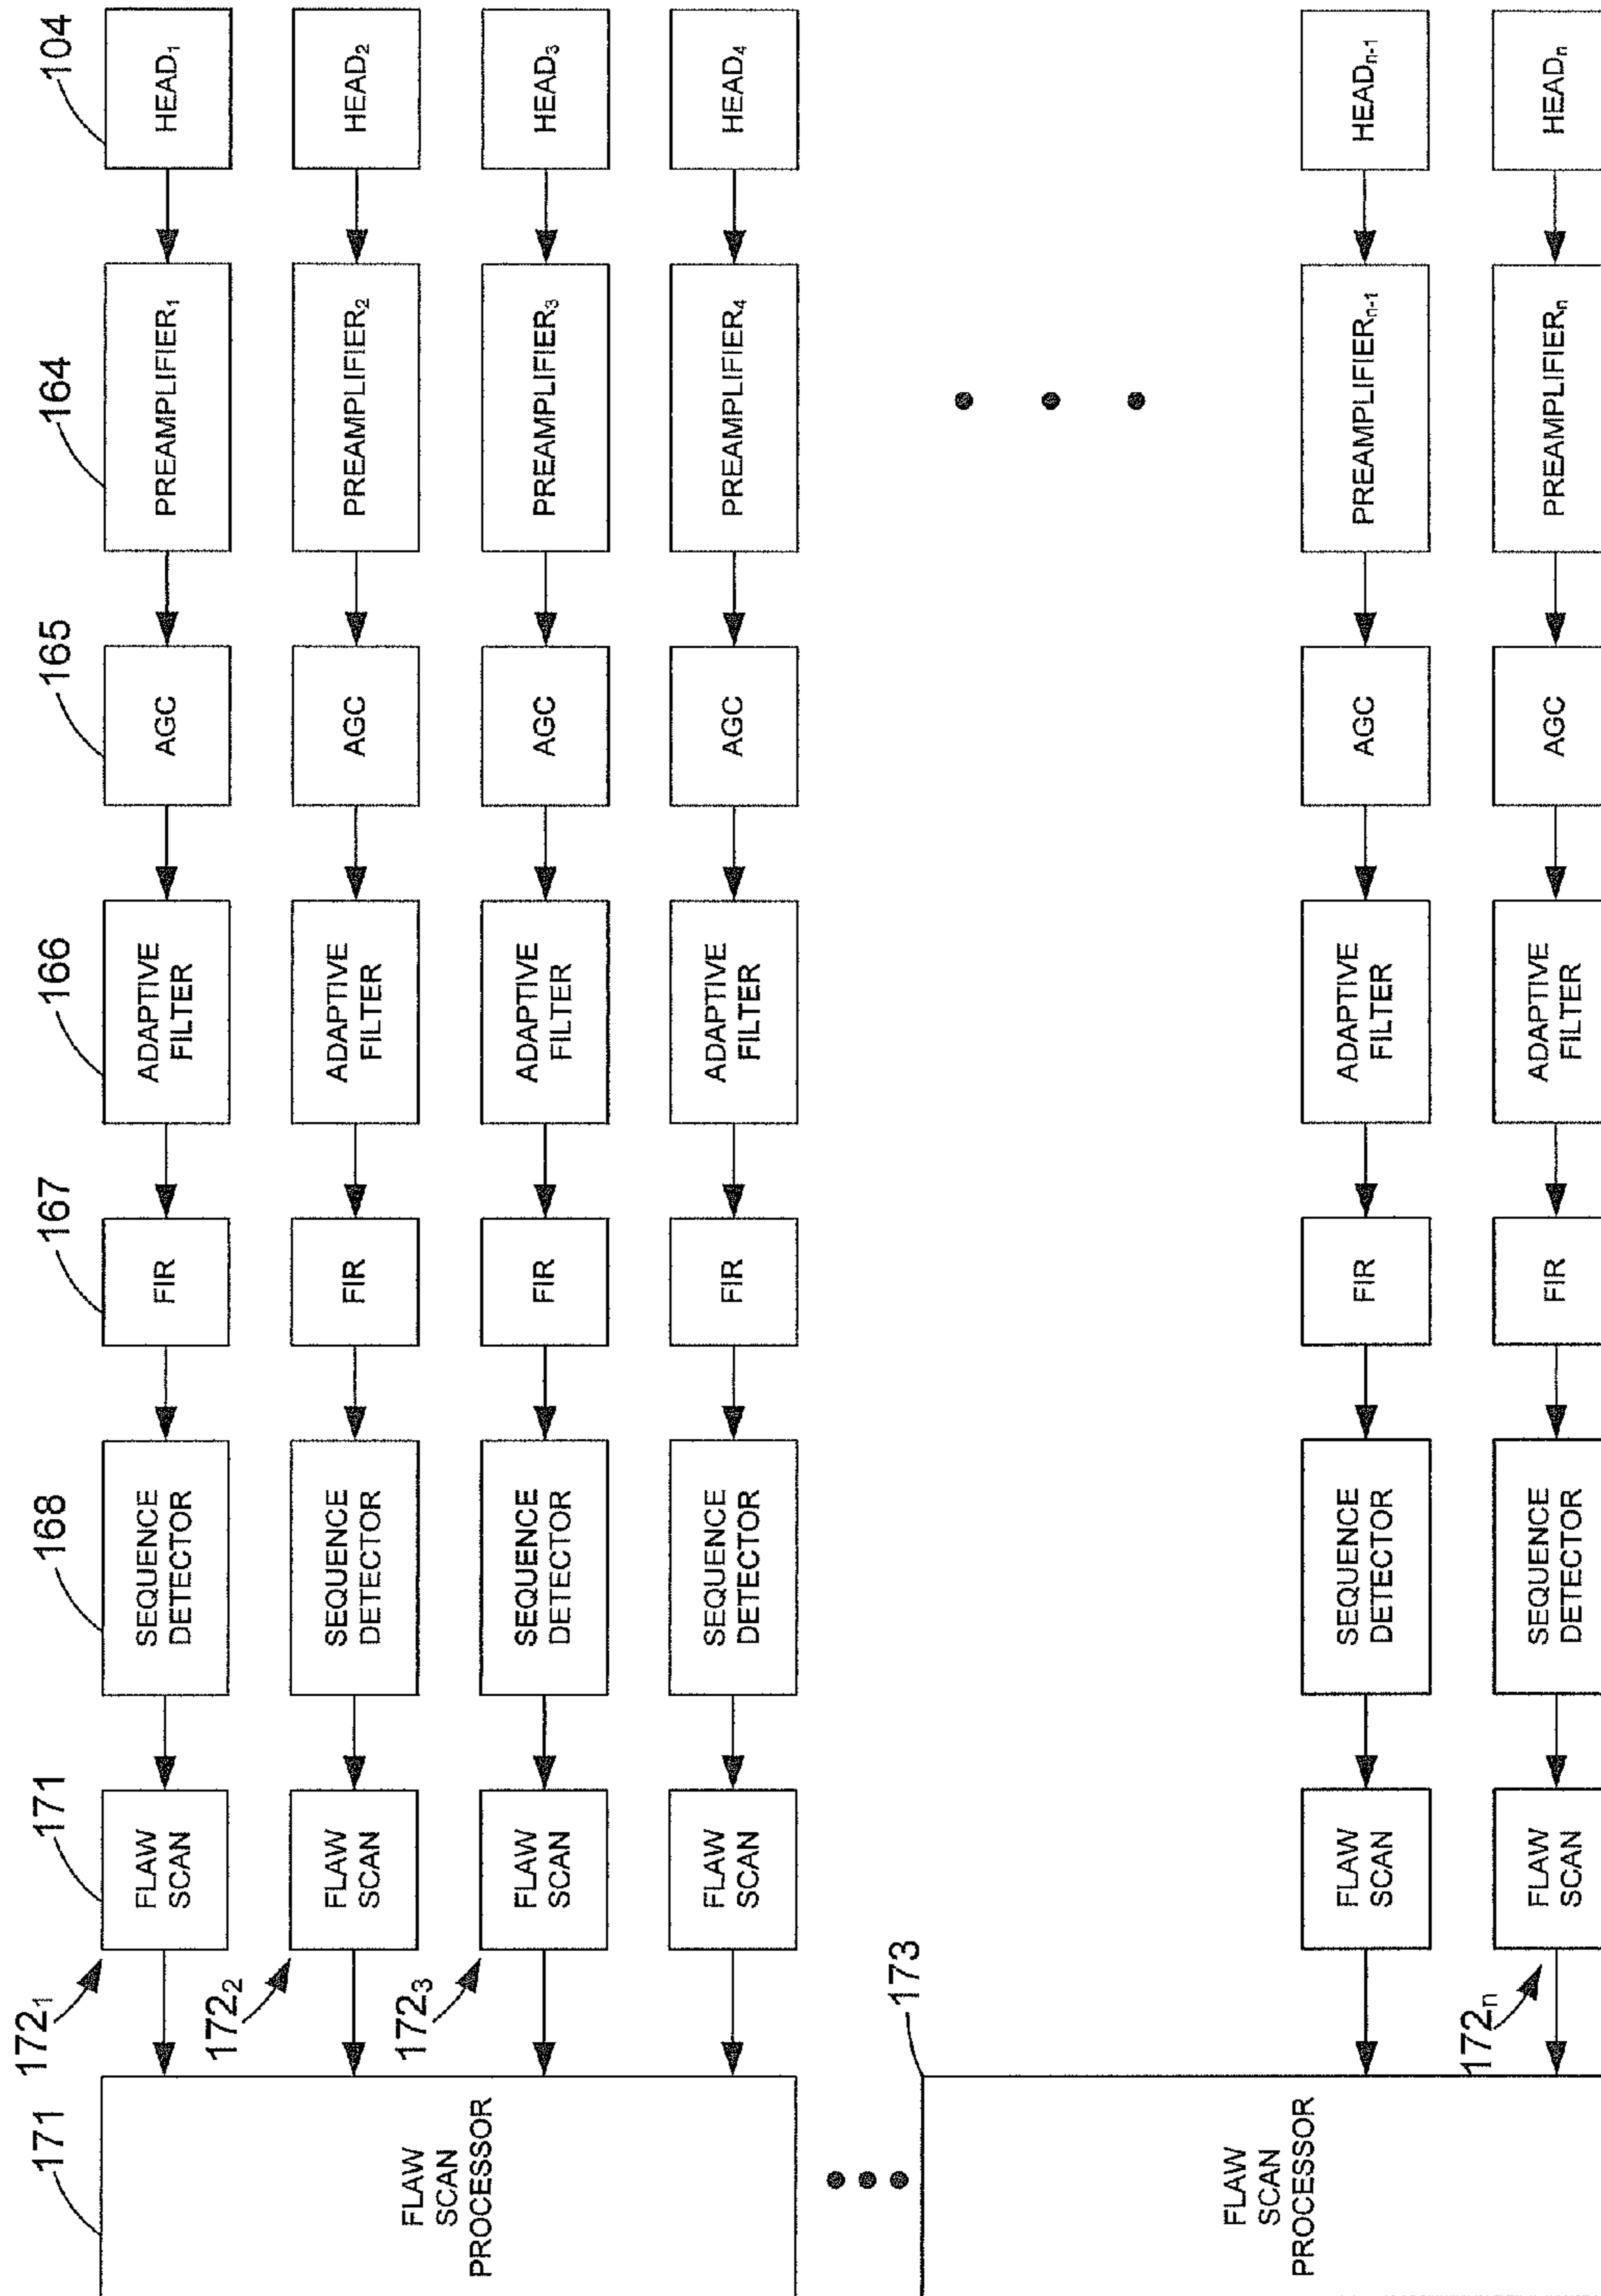 FLAW
SCAN
PROCESSOR
FLAW
SCAN
PROCESSOR
171
173
172n
1723
1722
1721
FLAW
SCAN
FLAW
SCAN
FLAW
SCAN
FLAW
SCAN
FLAW
SCAN
FLAW
SCAN
171
SEQUENCE
DETECTOR
SEQUENCE
DETECTOR
SEQUENCE
DETECTOR
SEQUENCE
DETECTOR
SEQUENCE
DETECTOR
SEQUENCE
DETECTOR
168
FIR
FIR
FIR
FIR
FIR
FIR
167
ADAPTIVE
FILTER
ADAPTIVE
FILTER
ADAPTIVE
FILTER
ADAPTIVE
FILTER
ADAPTIVE
FILTER
ADAPTIVE
FILTER
166
AGC
AGC
AGC
AGC
AGC
AGC
165
PREAMPLIFIERn
PREAMPLIFIERn-1
PREAMPLIFIER4
PREAMPLIFIER3
PREAMPLIFIER2
PREAMPLIFIER1
164
HEADn
HEADn-1
HEAD4
HEAD3
HEAD2
HEAD1
104